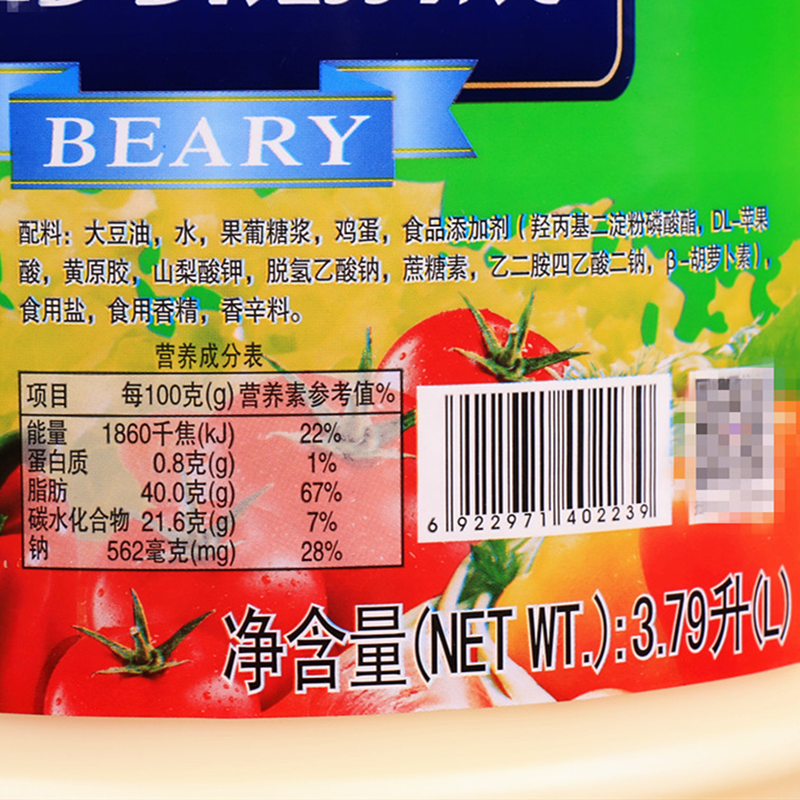 BEARY
配料：大豆油，水，果葡糖浆，鸡蛋，食品添加剂（羟丙基二淀粉磷酸酯，DL-苹果
酸，黄原胶，山梨酸钾，脱氢乙酸钠，蔗糖素，乙二胺四乙酸二钠，β-胡萝卜素），
食用盐，食用香精，香辛料。
营养成分表
项目 每100克(g) 营养素参考值%
能量 1860千焦(kJ) 22%
蛋白质 0.8克(g) 1%
脂肪 40.0克(g) 67%
碳水化合物 21.6克(g) 7%
钠 562毫克(mg) 28%
6 922971 402239
净含量(NET WT.):3.79升(L)